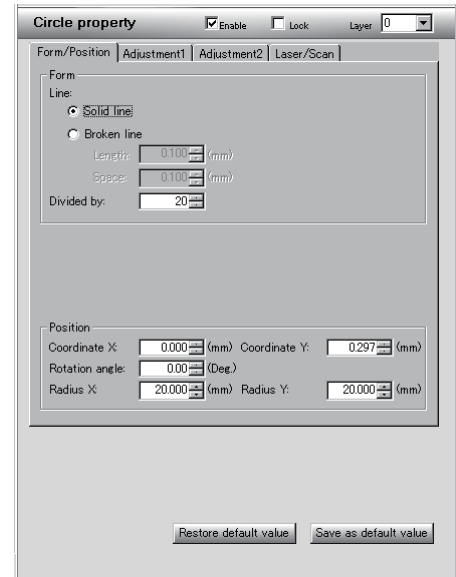 Circle property Enable Lock Layer 0
Form/Position Adjustment1 Adjustment2 Laser/Scan
Form
Line:
Solid line
Broken line
Length: 0.100 (mm)
Space: 0.100 (mm)
Divided by: 20
Position
Coordinate X: 0.000 (mm) Coordinate Y: 0.297 (mm)
Rotation angle: 0.00 (Deg.)
Radius X: 20.000 (mm) Radius Y: 20.000 (mm)
Restore default value Save as default value